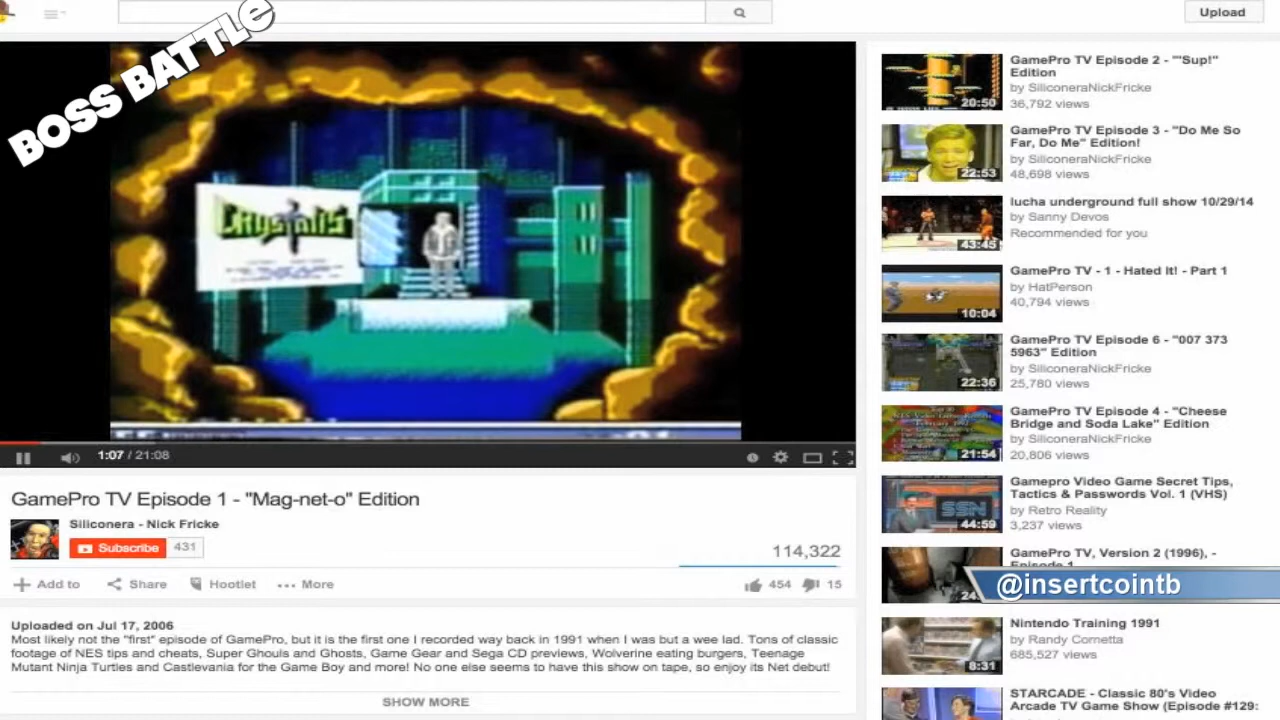 Upload
BOSS BATTLE
Crystalis
1:07 / 21:08
GamePro TV Episode 1 - "Mag-net-o" Edition
Siliconera - Nick Fricke
Subscribe 431
114,322
Add to Share Hootlet ••• More
454 15
Uploaded on Jul 17, 2006
Most likely not the "first" episode of GamePro, but it is the first one I recorded way back in 1991 when I was but a wee lad. Tons of classic
footage of NES tips and cheats, Super Ghouls and Ghosts, Game Gear and Sega CD previews, Wolverine eating burgers, Teenage
Mutant Ninja Turtles and Castlevania for the Game Boy and more! No one else seems to have this show on tape, so enjoy its Net debut!
SHOW MORE
20:50
GamePro TV Episode 2 - "'Sup!"
Edition
by SiliconeraNickFricke
36,792 views
22:53
GamePro TV Episode 3 - "Do Me So
Far, Do Me" Edition!
by SiliconeraNickFricke
48,698 views
43:45
lucha underground full show 10/29/14
by Sanny Devos
Recommended for you
10:04
GamePro TV - 1 - Hated It! - Part 1
by HatPerson
40,794 views
22:36
GamePro TV Episode 6 - "007 373
5963" Edition
by SiliconeraNickFricke
25,780 views
21:54
GamePro TV Episode 4 - "Cheese
Bridge and Soda Lake" Edition
by SiliconeraNickFricke
20,806 views
SSN
44:59
Gamepro Video Game Secret Tips,
Tactics & Passwords Vol. 1 (VHS)
by Retro Reality
3,237 views
GamePro TV, Version 2 (1996), -
Episode 1
@insertcointb
8:31
Nintendo Training 1991
by Randy Cornetta
685,527 views
STARCADE - Classic 80's Video
Arcade TV Game Show (Episode #129: